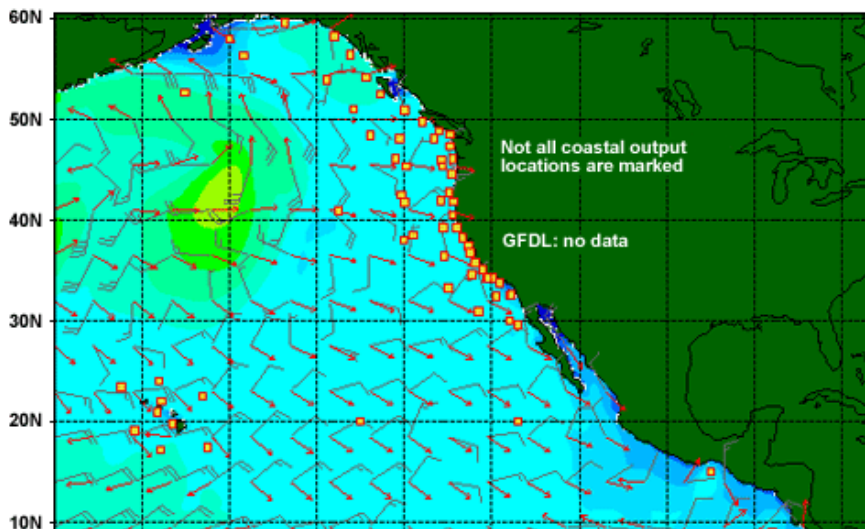 60N
50N
Not all coastal output
locations are marked
40N
GFDL: no data
30N
20N
10N